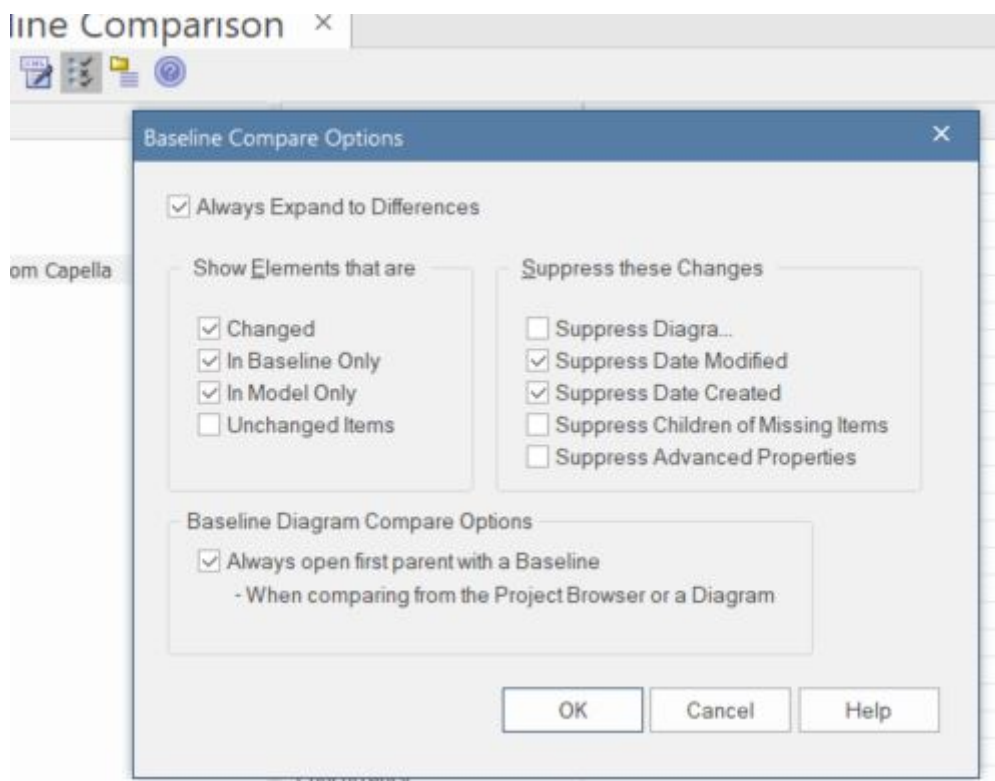 line Comparison ×
Baseline Compare Options
Always Expand to Differences
om Capella
Show Elements that are
Changed
In Baseline Only
In Model Only
Unchanged Items
Suppress these Changes
Suppress Diagra...
Suppress Date Modified
Suppress Date Created
Suppress Children of Missing Items
Suppress Advanced Properties
Baseline Diagram Compare Options
Always open first parent with a Baseline
- When comparing from the Project Browser or a Diagram
OK
Cancel
Help